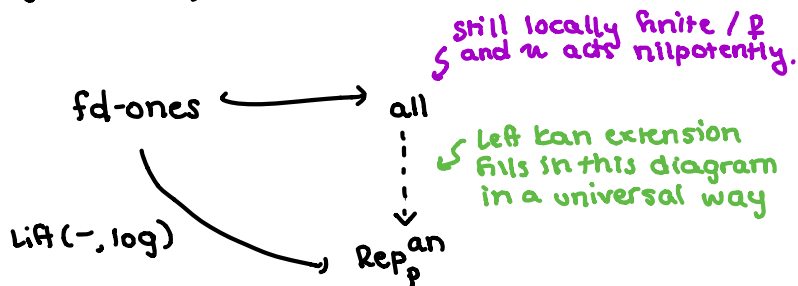 still locally finite / p
and u acts nilpotently.
fd-ones
all
Left Kan extension
fills in this diagram
in a universal way
Lift(-, log)
Rep_p^an